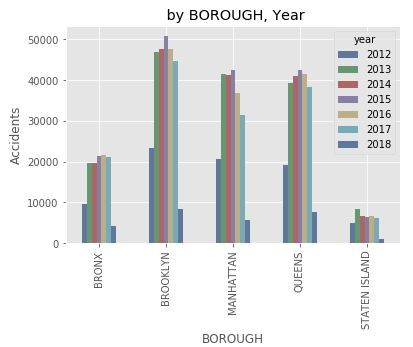 by BOROUGH, Year
Accidents
50000
40000
30000
20000
10000
0
year
2012
2013
2014
2015
2016
2017
2018
BRONX
BROOKLYN
MANHATTAN
QUEENS
STATEN ISLAND
BOROUGH